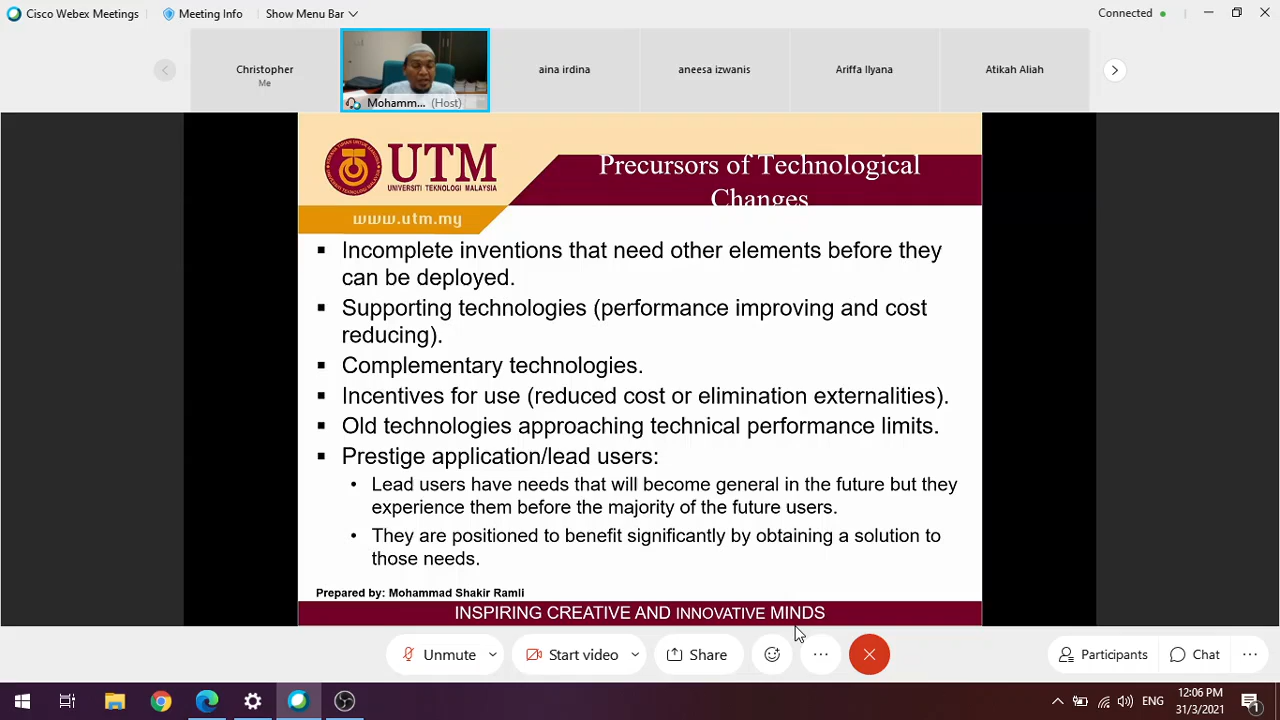 Cisco Webex Meetings
Meeting Info
Show Menu Bar
Connected
Christopher
Me
Mohamm... (Host)
aina irdina
aneesa izwanis
Ariffa Ilyana
Atikah Aliah
UTM
UNIVERSITI TEKNOLOGI MALAYSIA
www.utm.my
Precursors of Technological
Changes
▪ Incomplete inventions that need other elements before they
can be deployed.
▪ Supporting technologies (performance improving and cost
reducing).
▪ Complementary technologies.
▪ Incentives for use (reduced cost or elimination externalities).
▪ Old technologies approaching technical performance limits.
▪ Prestige application/lead users:
• Lead users have needs that will become general in the future but they
experience them before the majority of the future users.
• They are positioned to benefit significantly by obtaining a solution to
those needs.
Prepared by: Mohammad Shakir Ramli
INSPIRING CREATIVE AND INNOVATIVE MINDS
Unmute
Start video
Share
Participants
Chat
ENG
12:06 PM
31/3/2021
1